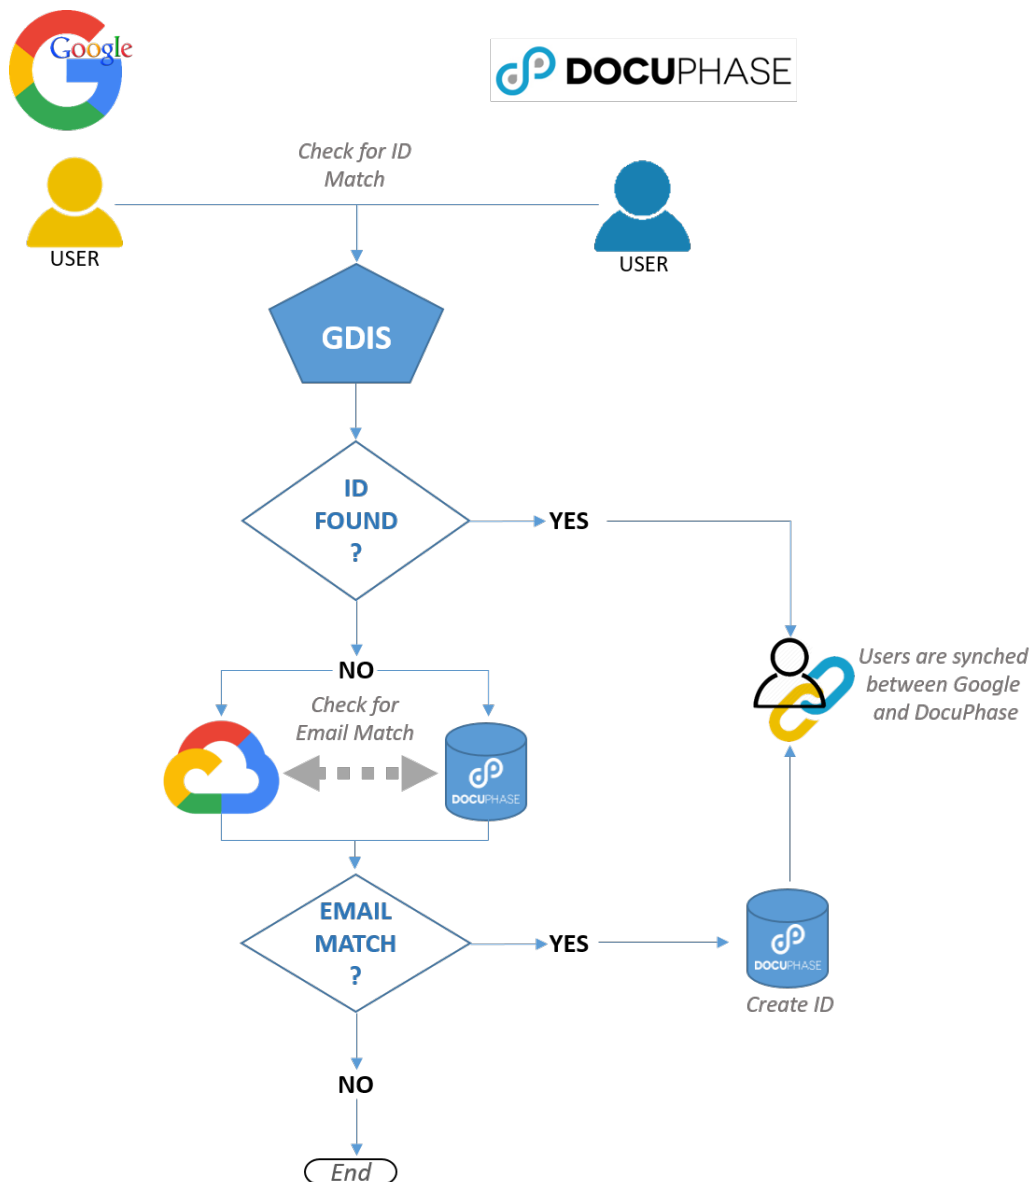 Google
DOCUPHASE
Check for ID
Match
USER
USER
GDIS
ID
FOUND
?
YES
NO
Check for
Email Match
Users are synched
between Google
and DocuPhase
DOCUPHASE
EMAIL
MATCH
?
YES
DOCUPHASE
Create ID
NO
End